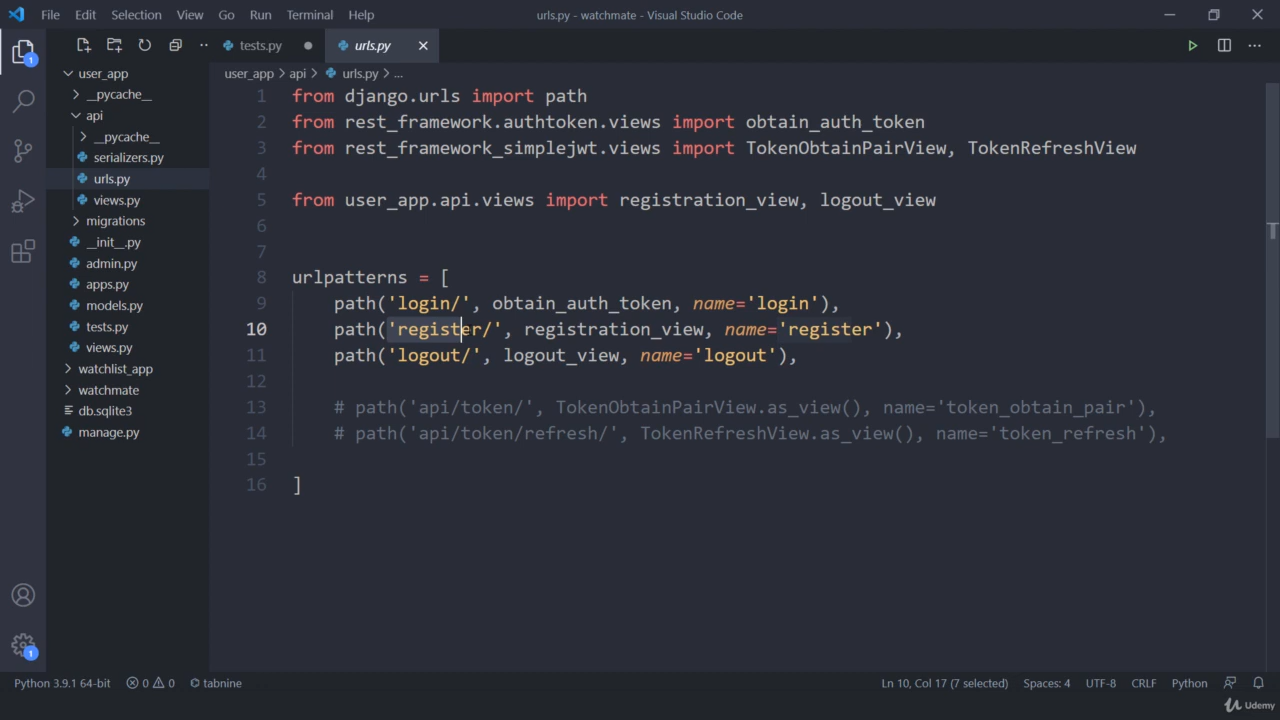 File Edit Selection View Go Run Terminal Help urls.py - watchmate - Visual Studio Code
tests.py urls.py
user_app > api > urls.py > ...
user_app
__pycache__
api
__pycache__
serializers.py
urls.py
views.py
migrations
__init__.py
admin.py
apps.py
models.py
tests.py
views.py
watchlist_app
watchmate
db.sqlite3
manage.py
1 from django.urls import path
2 from rest_framework.authtoken.views import obtain_auth_token
3 from rest_framework_simplejwt.views import TokenObtainPairView, TokenRefreshView
4
5 from user_app.api.views import registration_view, logout_view
6
7
8 urlpatterns = [
9 path('login/', obtain_auth_token, name='login'),
10 path('register/', registration_view, name='register'),
11 path('logout/', logout_view, name='logout'),
12
13 # path('api/token/', TokenObtainPairView.as_view(), name='token_obtain_pair'),
14 # path('api/token/refresh/', TokenRefreshView.as_view(), name='token_refresh'),
15
16 ]
1
1
Python 3.9.1 64-bit 0 0 tabnine Ln 10, Col 17 (7 selected) Spaces: 4 UTF-8 CRLF Python
Udemy